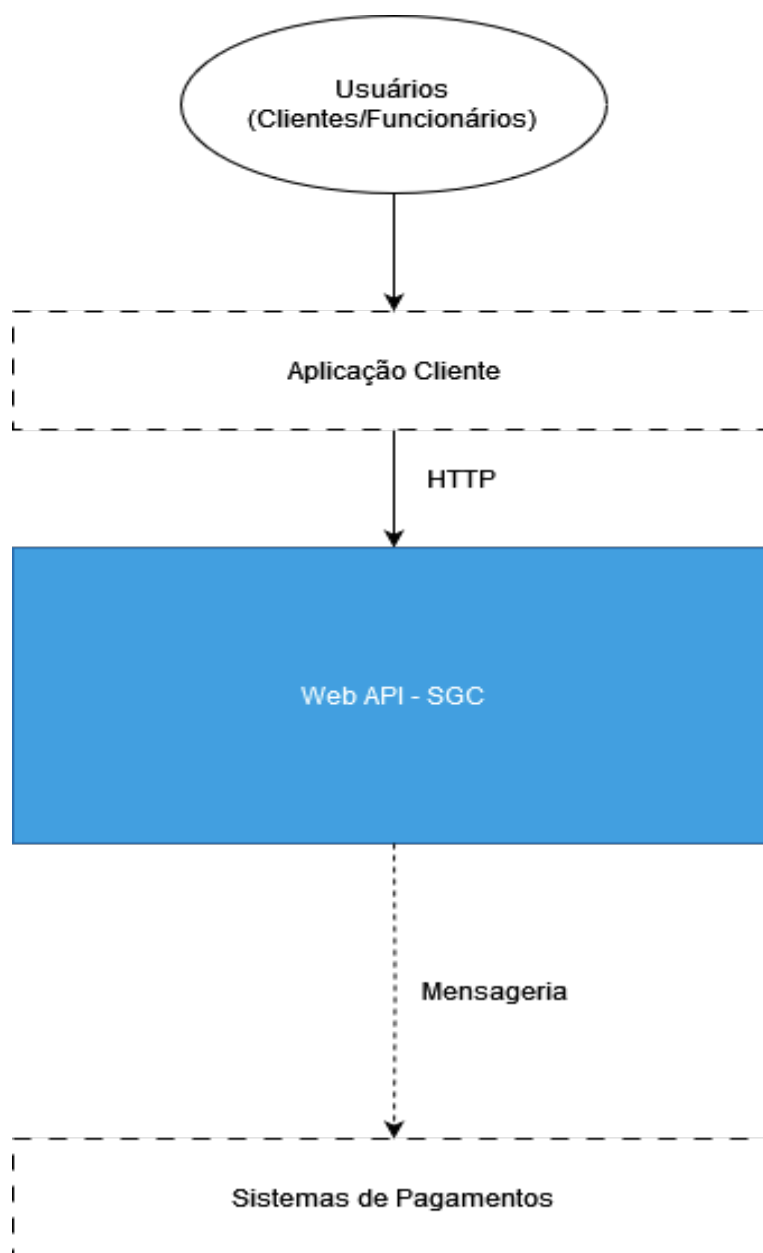 Usuários
(Clientes/Funcionários)
Aplicação Cliente
HTTP
Web API - SGC
Mensageria
Sistemas de Pagamentos